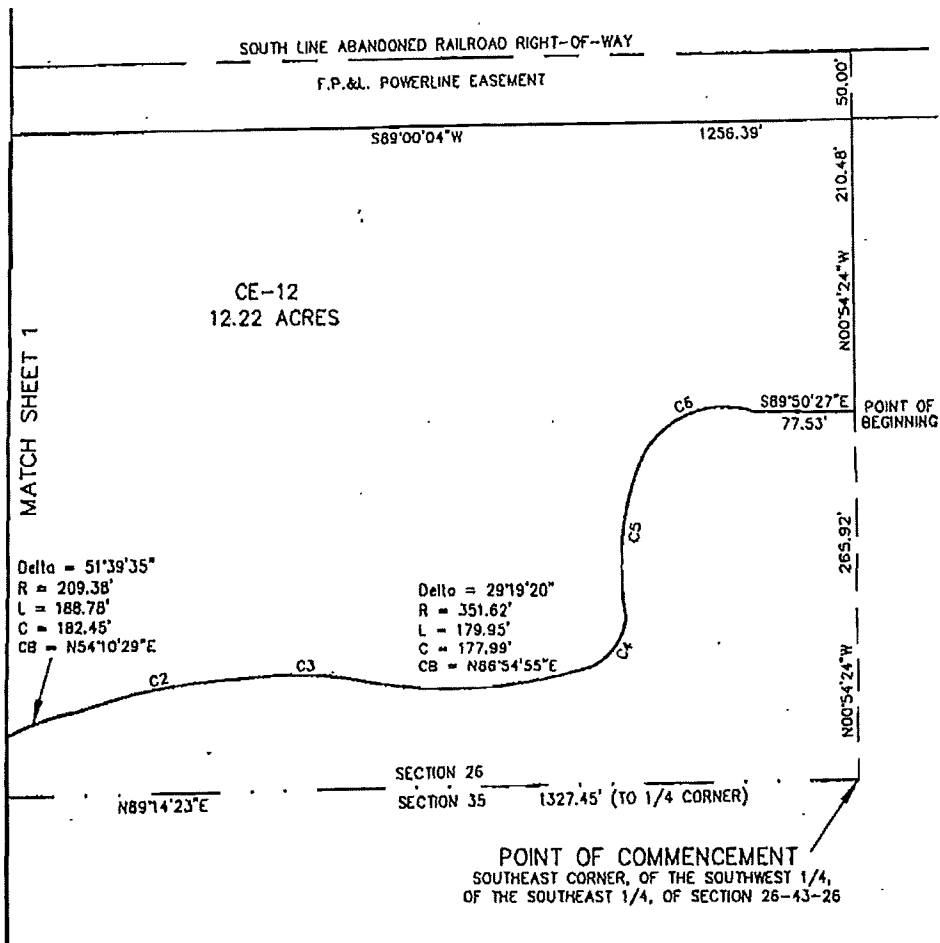 SOUTH LINE ABANDONED RAILROAD RIGHT-OF-WAY
F.P.&L. POWERLINE EASEMENT
50.00'
S89°00'04"W
1256.39'
210.48'
N00°54'24"W
CE-12
12.22 ACRES
MATCH SHEET 1
C6
S89°50'27"E
77.53'
POINT OF
BEGINNING
C5
265.92'
N00°54'24"W
Delta = 51°39'35"
R = 209.38'
L = 188.78'
C = 182.45'
CB = N54°10'29"E
Delta = 29°19'20"
R = 351.62'
L = 179.95'
C = 177.99'
CB = N86°54'55"E
C4
C2
C3
SECTION 26
N89°14'23"E
SECTION 35
1327.45' (TO 1/4 CORNER)
POINT OF COMMENCEMENT
SOUTHEAST CORNER, OF THE SOUTHWEST 1/4,
OF THE SOUTHEAST 1/4, OF SECTION 26-43-26